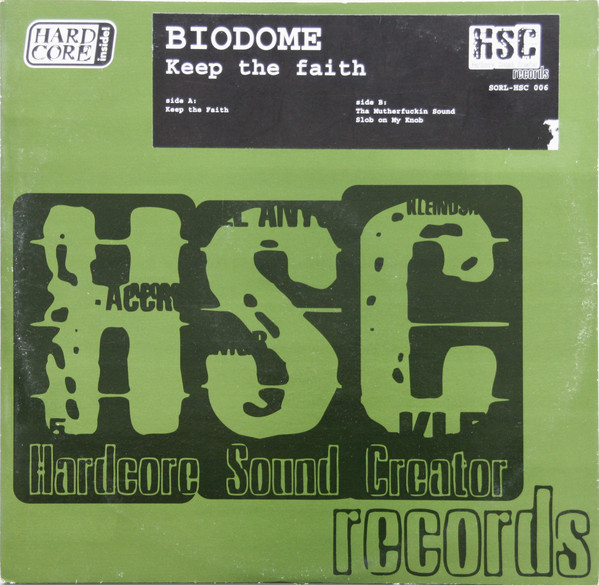 HARD
CORE
inside!
BIODOME
Keep the faith
side A:
Keep the Faith
side B:
Tha Mutherfuckin Sound
Slob on My Knob
HSC
records
SORL-HSC 006
HSC
Hardcore Sound Creator
records